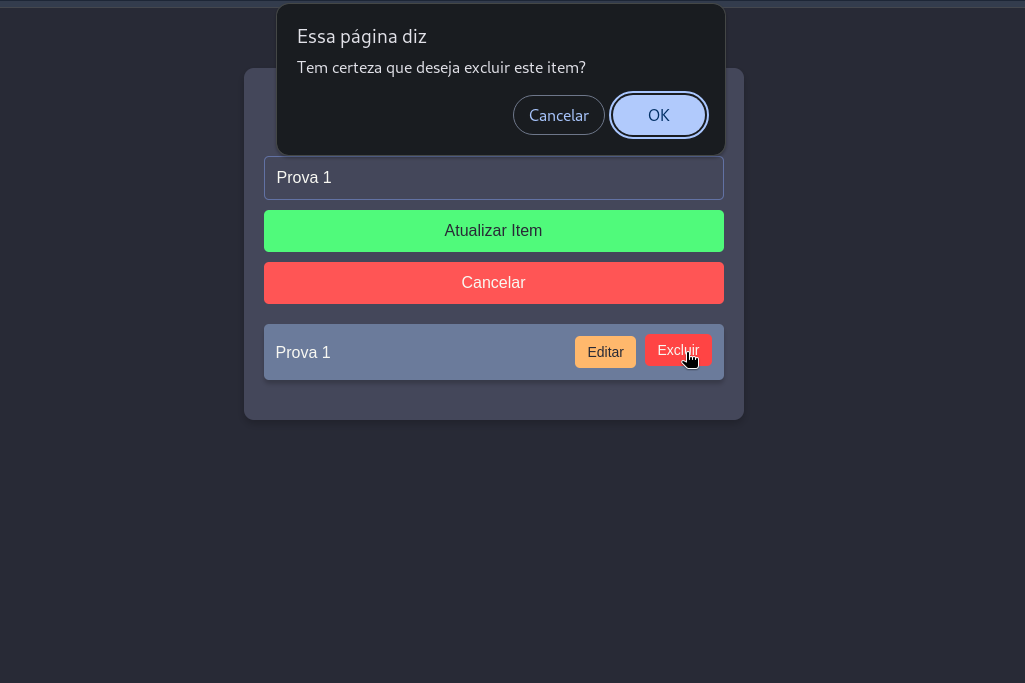 Essa página diz
Tem certeza que deseja excluir este item?
Cancelar OK
Prova 1
Atualizar Item
Cancelar
Prova 1 Editar Excluir